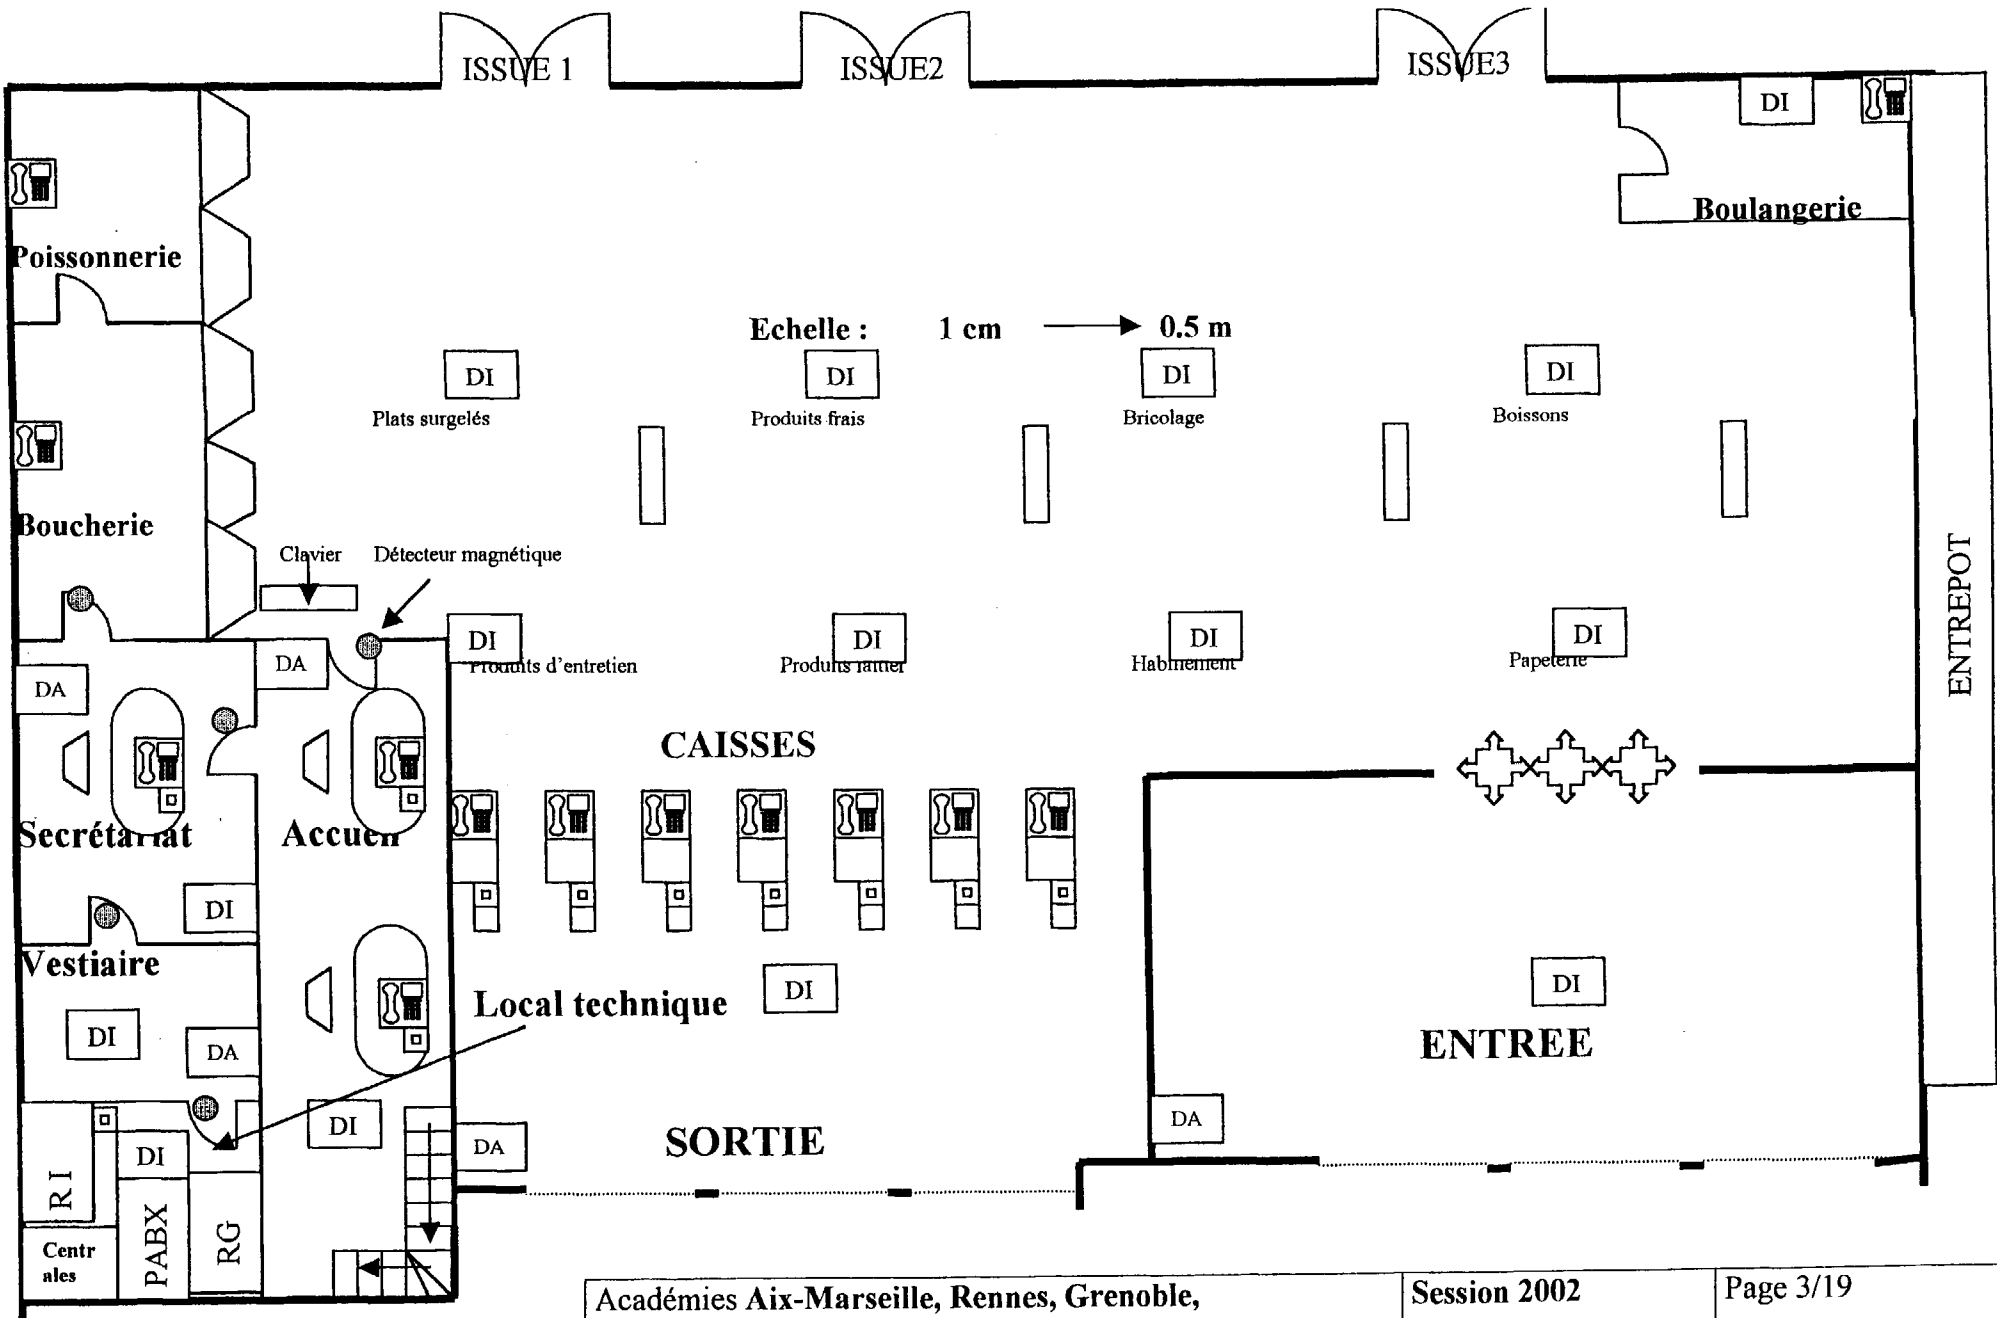 ISSUE 1
ISSUE2
ISSUE3
DI
Boulangerie
Poissonnerie
Echelle : 1 cm 0.5 m
DI
DI
DI
DI
Plats surgelés
Produits frais
Bricolage
Boissons
Boucherie
Clavier
Détecteur magnétique
ENTREPOT
DI
DI
DI
DI
Produits d'entretien
Produits laitier
Habillement
Papeterie
DA
DA
CAISSES
Secrétariat
Accueil
DI
Vestiaire
DI
DA
Local technique
DI
DI
ENTREE
DI
DA
SORTIE
DA
DI
RI
PABX
RG
Centr
ales
Académies Aix-Marseille, Rennes, Grenoble,
Session 2002
Page 3/19